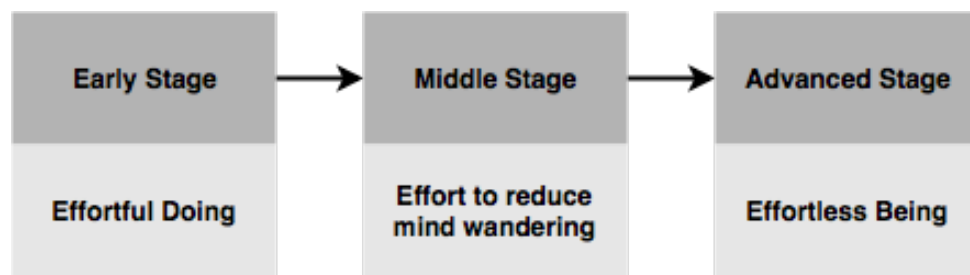 Early Stage
Middle Stage
Advanced Stage
Effortful Doing
Effort to reduce
mind wandering
Effortless Being